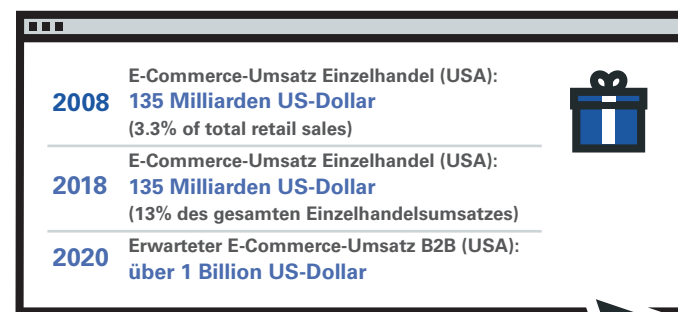 2008
E-Commerce-Umsatz Einzelhandel (USA):
135 Milliarden US-Dollar
(3.3% of total retail sales)
2018
E-Commerce-Umsatz Einzelhandel (USA):
135 Milliarden US-Dollar
(13% des gesamten Einzelhandelsumsatzes)
2020
Erwarteter E-Commerce-Umsatz B2B (USA):
über 1 Billion US-Dollar